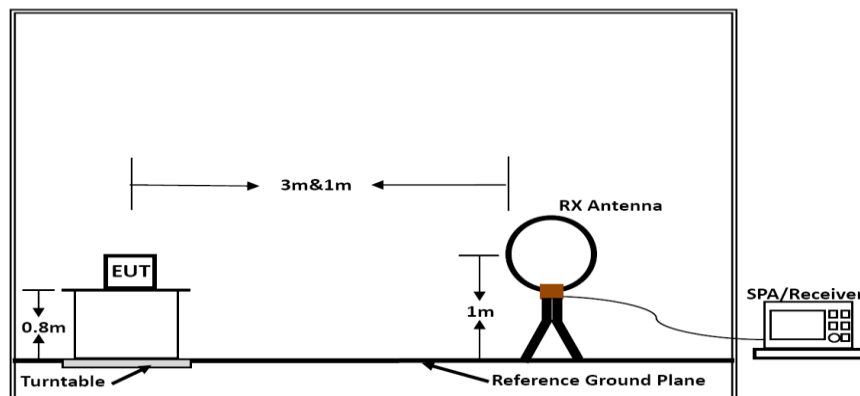 3m&1m
RX Antenna
EUT
SPA/Receiver
0.8m
1m
Turntable
Reference Ground Plane